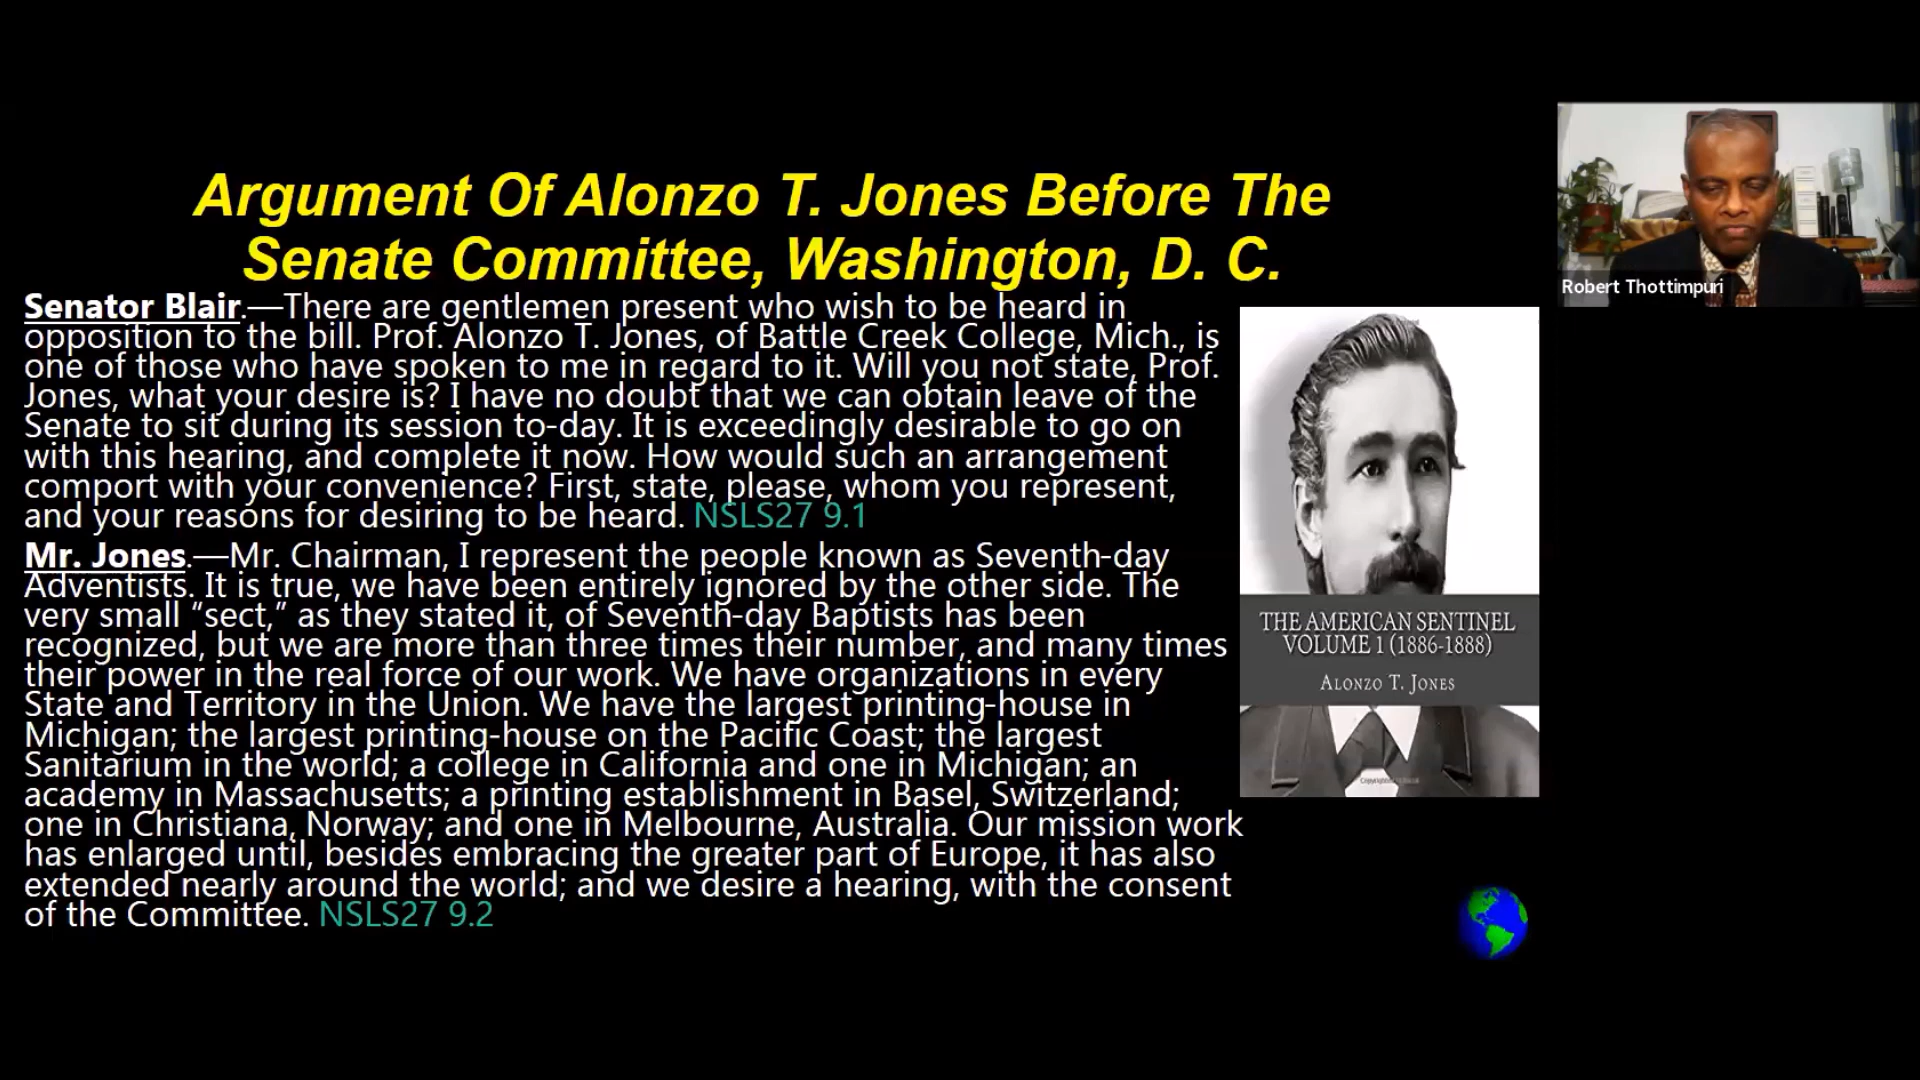 Argument Of Alonzo T. Jones Before The
Senate Committee, Washington, D. C.
Senator Blair.—There are gentlemen present who wish to be heard in
opposition to the bill. Prof. Alonzo T. Jones, of Battle Creek College, Mich., is
one of those who have spoken to me in regard to it. Will you not state, Prof.
Jones, what your desire is? I have no doubt that we can obtain leave of the
Senate to sit during its session to-day. It is exceedingly desirable to go on
with this hearing, and complete it now. How would such an arrangement
comport with your convenience? First, state, please, whom you represent,
and your reasons for desiring to be heard. NSLS27 9.1
Mr. Jones.—Mr. Chairman, I represent the people known as Seventh-day
Adventists. It is true, we have been entirely ignored by the other side. The
very small “sect,” as they stated it, of Seventh-day Baptists has been
recognized, but we are more than three times their number, and many times
their power in the real force of our work. We have organizations in every
State and Territory in the Union. We have the largest printing-house in
Michigan; the largest printing-house on the Pacific Coast; the largest
Sanitarium in the world; a college in California and one in Michigan; an
academy in Massachusetts; a printing establishment in Basel, Switzerland;
one in Christiana, Norway; and one in Melbourne, Australia. Our mission work
has enlarged until, besides embracing the greater part of Europe, it has also
extended nearly around the world; and we desire a hearing, with the consent
of the Committee. NSLS27 9.2
THE AMERICAN SENTINEL
VOLUME 1 (1886-1888)
ALONZO T. JONES
Robert Thottimpuri